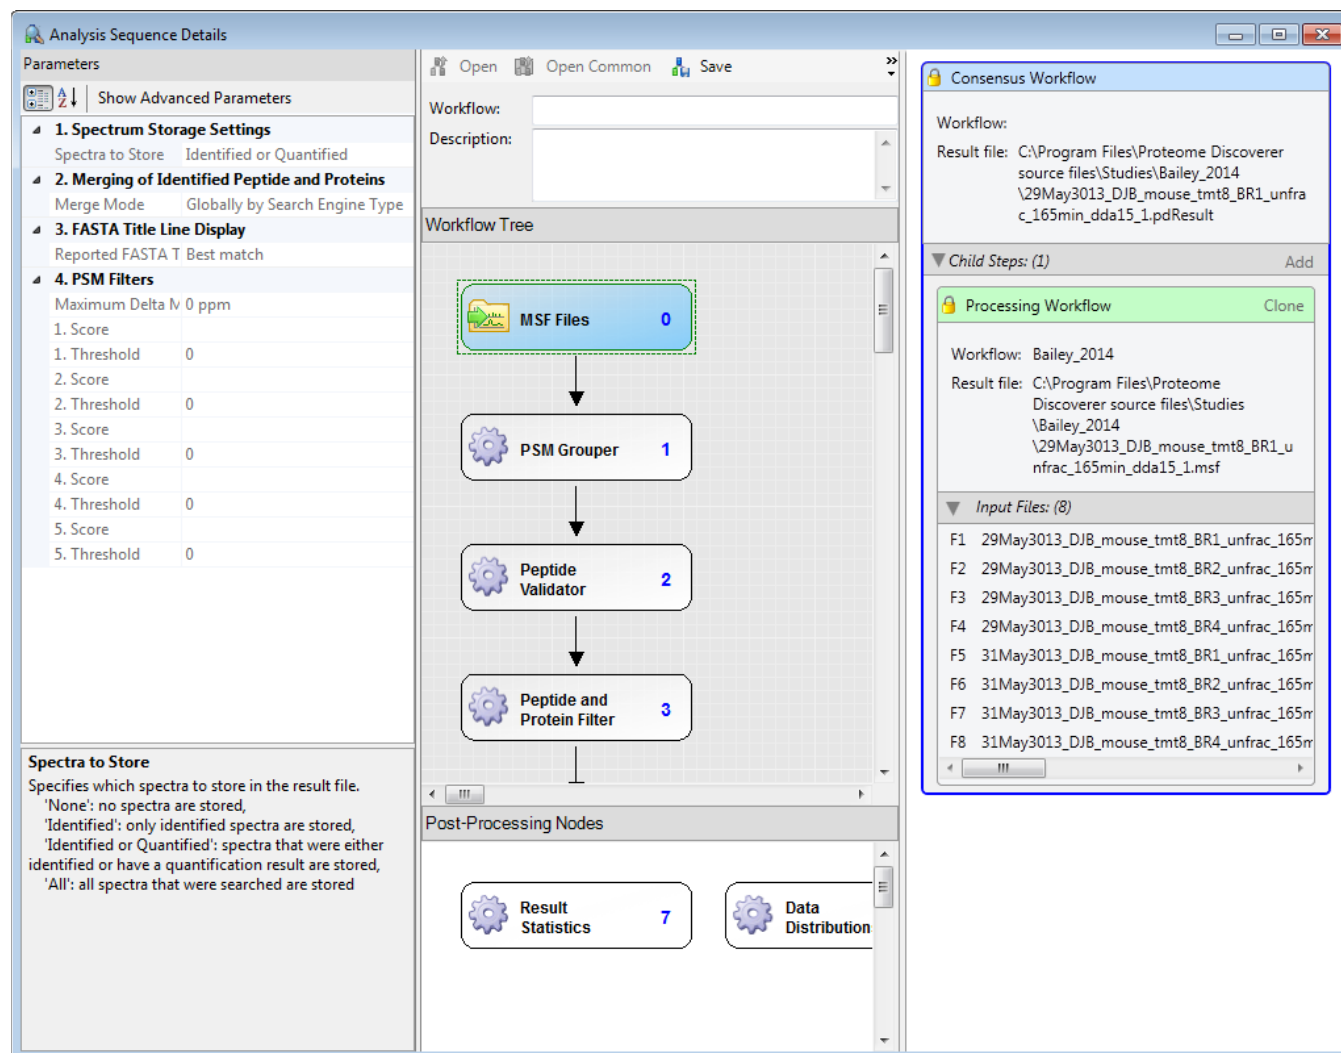 Analysis Sequence Details
Parameters
Show Advanced Parameters
1. Spectrum Storage Settings
Spectra to Store Identified or Quantified
2. Merging of Identified Peptide and Proteins
Merge Mode Globally by Search Engine Type
3. FASTA Title Line Display
Reported FASTA T Best match
4. PSM Filters
Maximum Delta M 0 ppm
1. Score
1. Threshold 0
2. Score
2. Threshold 0
3. Score
3. Threshold 0
4. Score
4. Threshold 0
5. Score
5. Threshold 0
Spectra to Store
Specifies which spectra to store in the result file.
'None': no spectra are stored,
'Identified': only identified spectra are stored,
'Identified or Quantified': spectra that were either
identified or have a quantification result are stored,
'All': all spectra that were searched are stored
Open Open Common Save
Workflow:
Description:
Workflow Tree
MSF Files 0
PSM Grouper 1
Peptide
Validator 2
Peptide and
Protein Filter 3
Post-Processing Nodes
Result
Statistics 7
Data
Distribution
Consensus Workflow
Workflow:
Result file: C:\Program Files\Proteome Discoverer
source files\Studies\Bailey_2014
\29May3013_DJB_mouse_tmt8_BR1_unfra
c_165min_dda15_1.pdResult
Child Steps: (1) Add
Processing Workflow Clone
Workflow: Bailey_2014
Result file: C:\Program Files\Proteome
Discoverer source files\Studies
\Bailey_2014
\29May3013_DJB_mouse_tmt8_BR1_u
nfrac_165min_dda15_1.msf
Input Files: (8)
F1 29May3013_DJB_mouse_tmt8_BR1_unfrac_165m
F2 29May3013_DJB_mouse_tmt8_BR2_unfrac_165m
F3 29May3013_DJB_mouse_tmt8_BR3_unfrac_165m
F4 29May3013_DJB_mouse_tmt8_BR4_unfrac_165m
F5 31May3013_DJB_mouse_tmt8_BR1_unfrac_165m
F6 31May3013_DJB_mouse_tmt8_BR2_unfrac_165m
F7 31May3013_DJB_mouse_tmt8_BR3_unfrac_165m
F8 31May3013_DJB_mouse_tmt8_BR4_unfrac_165m